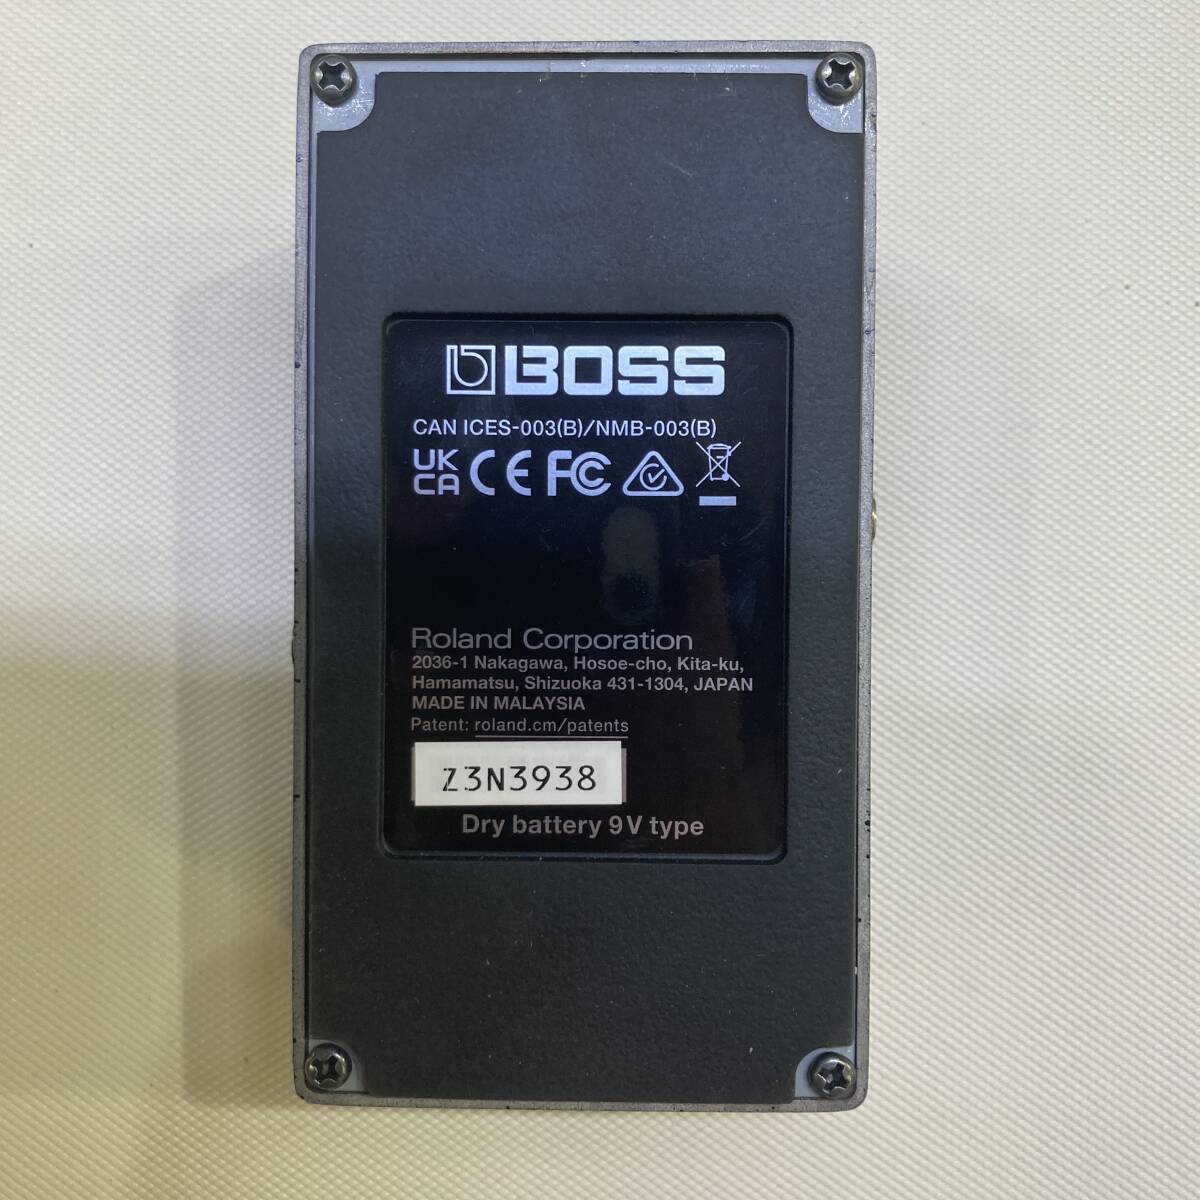 BOSS
CAN ICES-003(B)/NMB-003(B)
UK CA CE FC
Roland Corporation
2036-1 Nakagawa, Hosoe-cho, Kita-ku,
Hamamatsu, Shizuoka 431-1304, JAPAN
MADE IN MALAYSIA
Patent: roland.cm/patents
Z3N3938
Dry battery 9V type